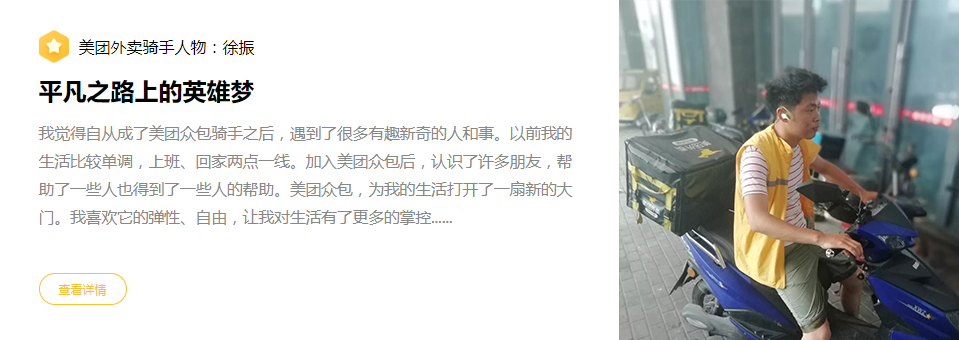 美团外卖骑手人物：徐振
平凡之路上的英雄梦
我觉得自从成了美团众包骑手之后，遇到了很多有趣新奇的人和事。以前我的
生活比较单调，上班、回家两点一线。加入美团众包后，认识了许多朋友，帮
助了一些人也得到了一些人的帮助。美团众包，为我的生活打开了一扇新的大
门。我喜欢它的弹性、自由，让我对生活有了更多的掌控......
查看详情